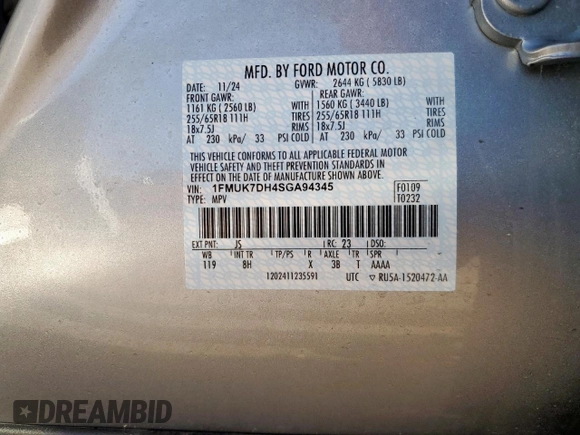 MFD. BY FORD MOTOR CO.
DATE: 11/24 GVWR: 2644 KG ( 5830 LB)
FRONT GAWR: REAR GAWR:
1161 KG ( 2560 LB) WITH 1560 KG ( 3440 LB) WITH
255/65R18 111H TIRES 255/65R18 111H TIRES
18x7.5J RIMS 18x7.5J RIMS
AT 230 kPa/ 33 PSI COLD AT 230 kPa/ 33 PSI COLD
THIS VEHICLE CONFORMS TO ALL APPLICABLE FEDERAL MOTOR
VEHICLE SAFETY AND THEFT PREVENTION STANDARDS IN
EFFECT ON THE DATE OF MANUFACTURE SHOWN ABOVE.
VIN: 1FMUK7DH4SGA94345 F0109
TYPE: MPV T0232
EXT PNT: JS RC: 23 DSO:
WB INT TR TP/PS R AXLE TR SPR
119 8H X 3B T AAAA
1202411235591 UTC ▽ RU5A-1520472-AA
DREAMBID